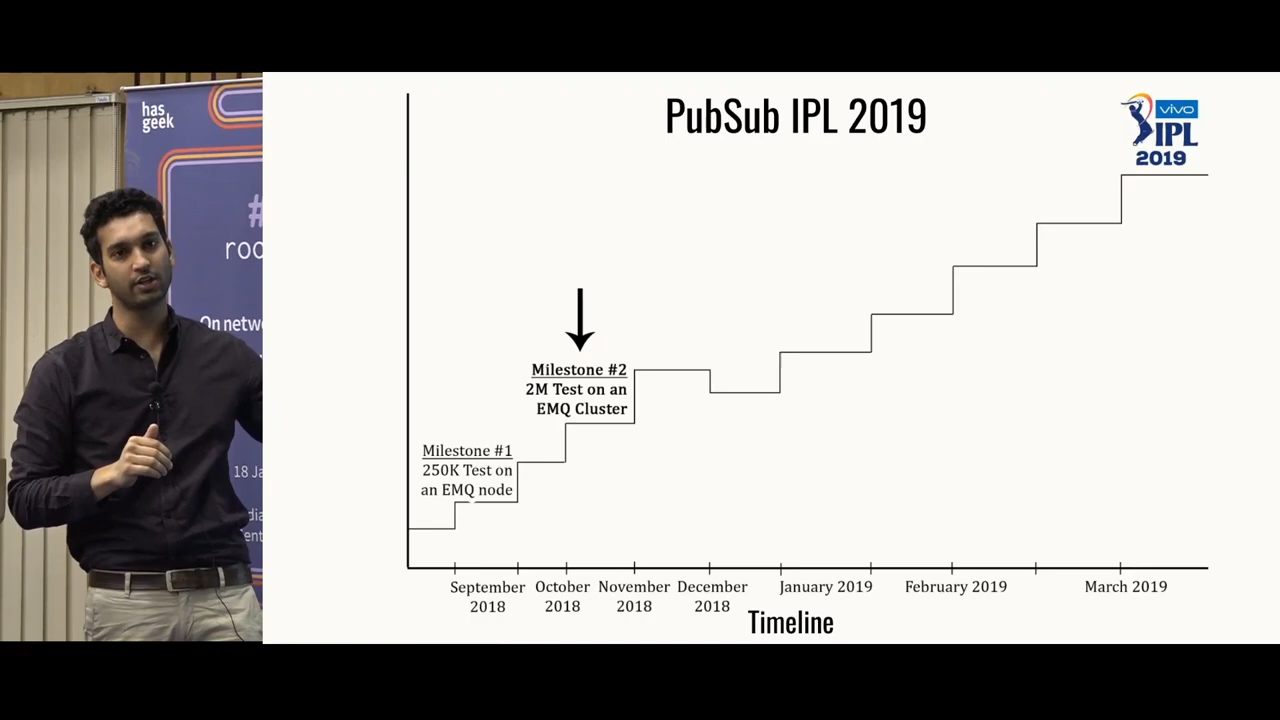 has
geek
#
roo
On netw
18 Ja
PubSub IPL 2019
vivo
IPL
2019
Milestone #2
2M Test on an
EMQ Cluster
Milestone #1
250K Test on
an EMQ node
September October November December January 2019 February 2019 March 2019
2018 2018 2018 2018
Timeline